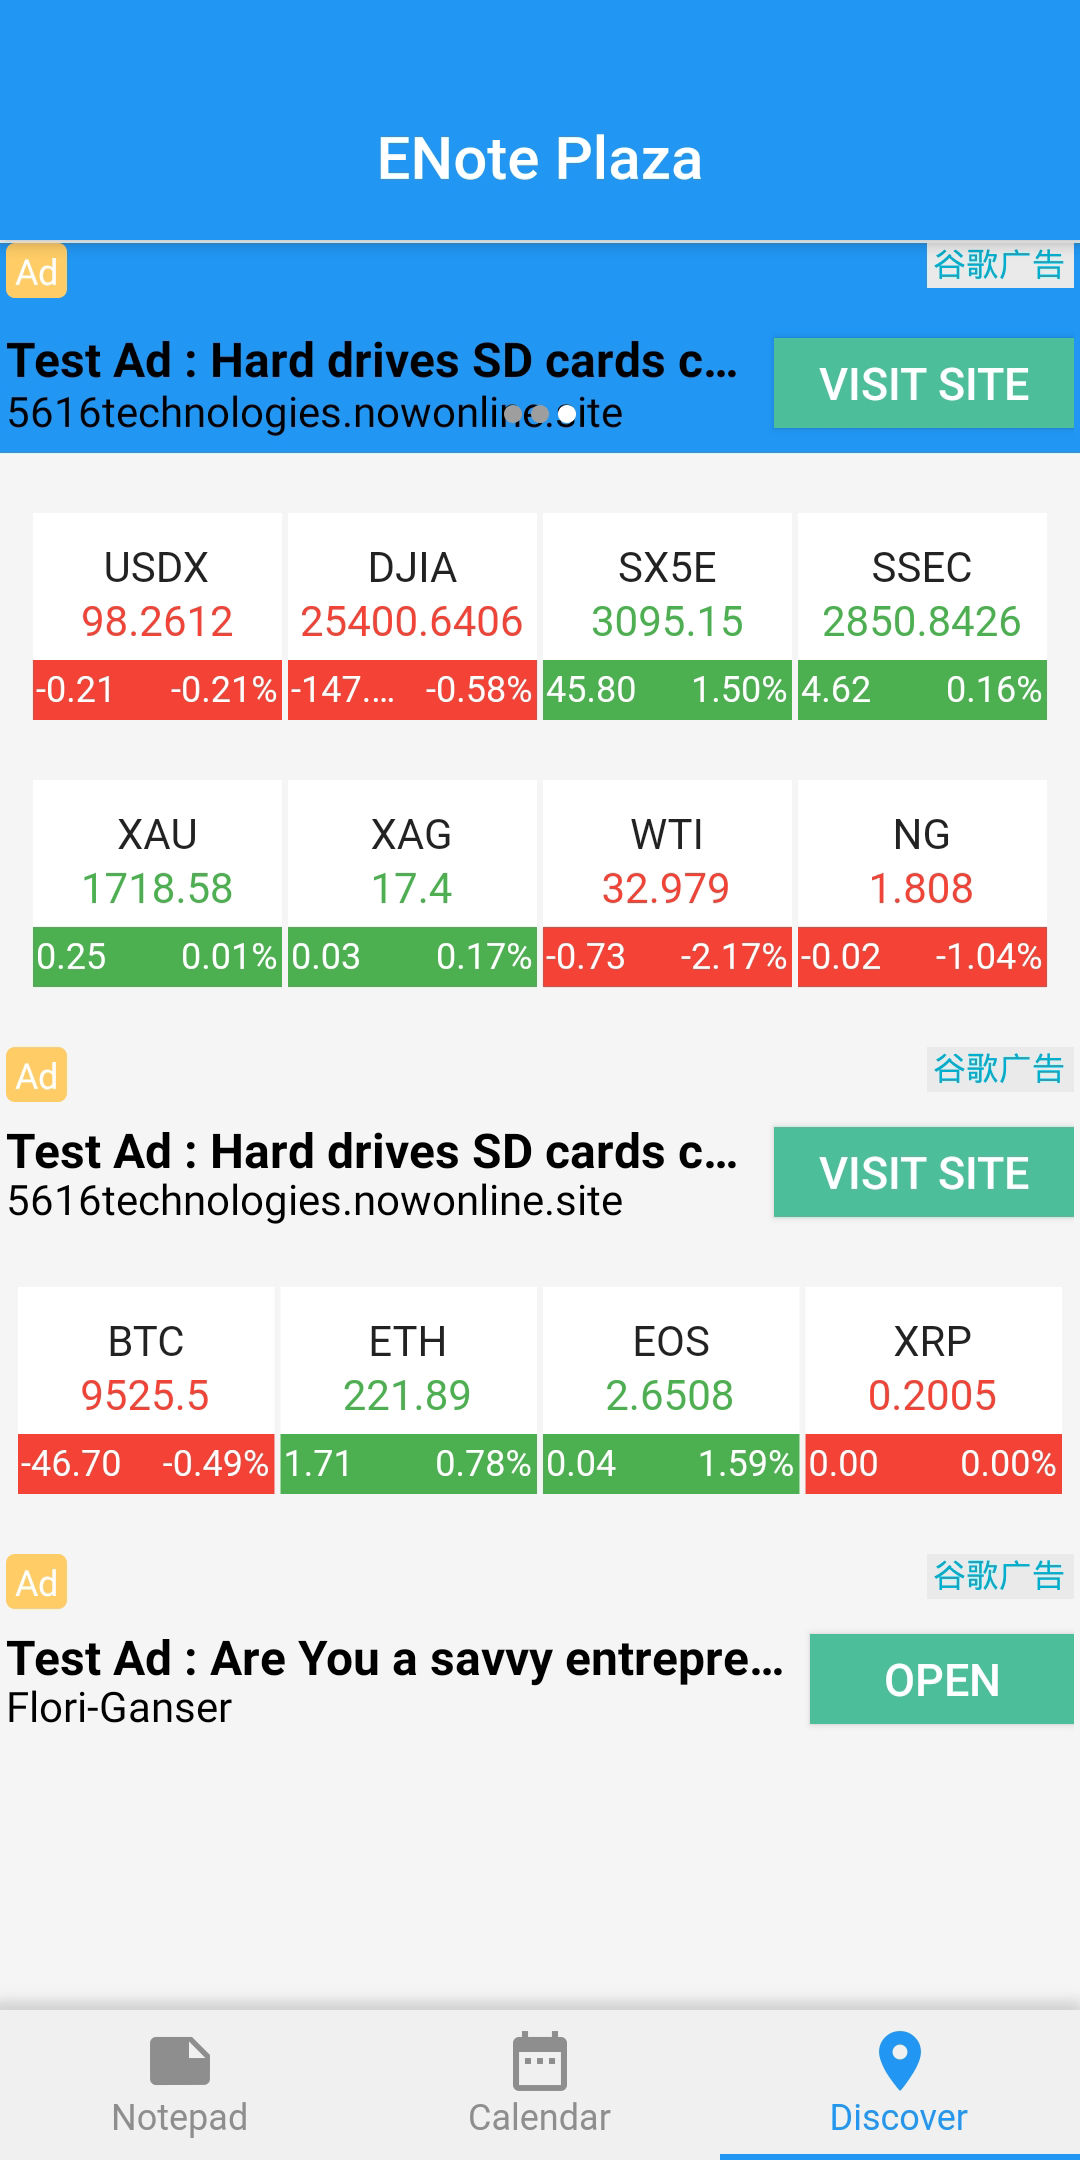 ENote Plaza
Ad
谷歌广告
Test Ad : Hard drives SD cards c...
5616technologies.nowonline.site
VISIT SITE
USDX DJIA SX5E SSEC
98.2612 25400.6406 3095.15 2850.8426
-0.21 -0.21% -147.... -0.58% 45.80 1.50% 4.62 0.16%
XAU XAG WTI NG
1718.58 17.4 32.979 1.808
0.25 0.01% 0.03 0.17% -0.73 -2.17% -0.02 -1.04%
Ad
谷歌广告
Test Ad : Hard drives SD cards c...
5616technologies.nowonline.site
VISIT SITE
BTC ETH EOS XRP
9525.5 221.89 2.6508 0.2005
-46.70 -0.49% 1.71 0.78% 0.04 1.59% 0.00 0.00%
Ad
谷歌广告
Test Ad : Are You a savvy entrepre...
Flori-Ganser
OPEN
Notepad Calendar Discover